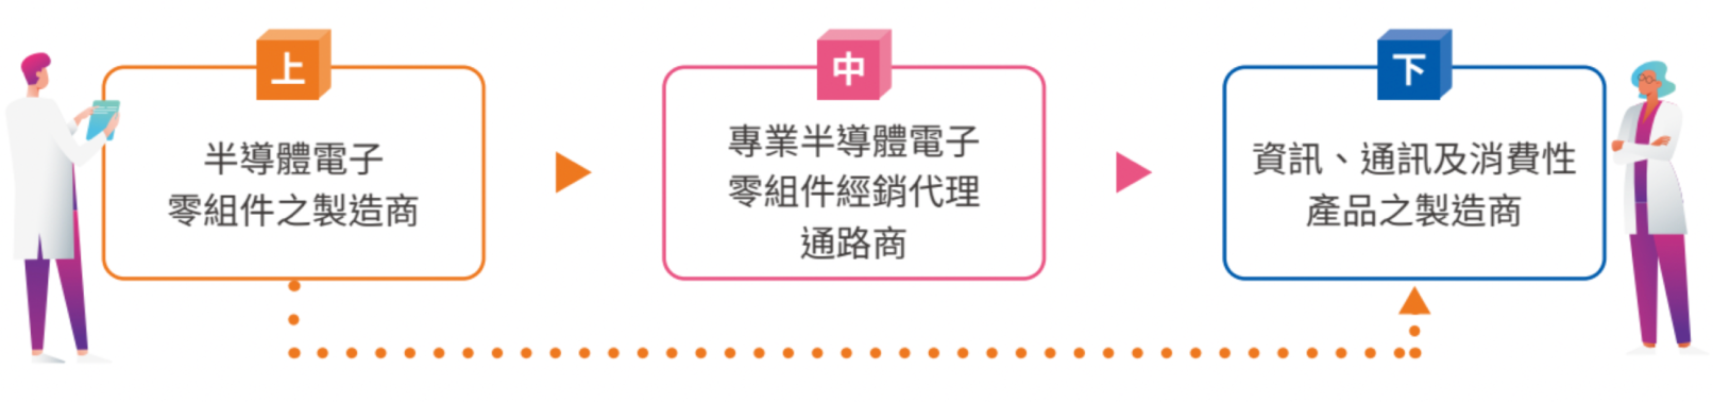 上
半導體電子
零組件之製造商
中
專業半導體電子
零組件經銷代理
通路商
下
資訊、通訊及消費性
產品之製造商